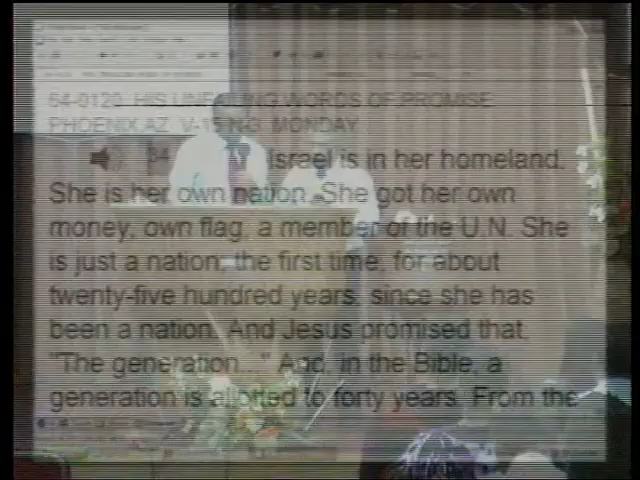 64-0120 HIS UNFAILING WORDS OF PROMISE
PHOENIX.AZ V-15 N-3 MONDAY
34 Israel is in her homeland.
She is her own nation. She got her own
money, own flag, a member of the U.N. She
is just a nation, the first time, for about
twenty-five hundred years, since she has
been a nation. And Jesus promised that,
"The generation..." And, in the Bible, a
generation is allotted to forty years. From the